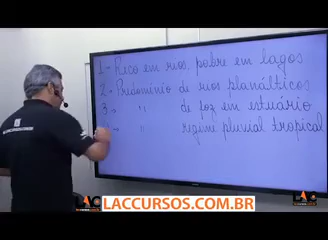 1- Rico em rios, pobre em lagos
2- Predomínio de rios planálticos
3 → " de foz em estuário
→ " regime pluvial tropical
LAC
LACCURSOS.COM.BR